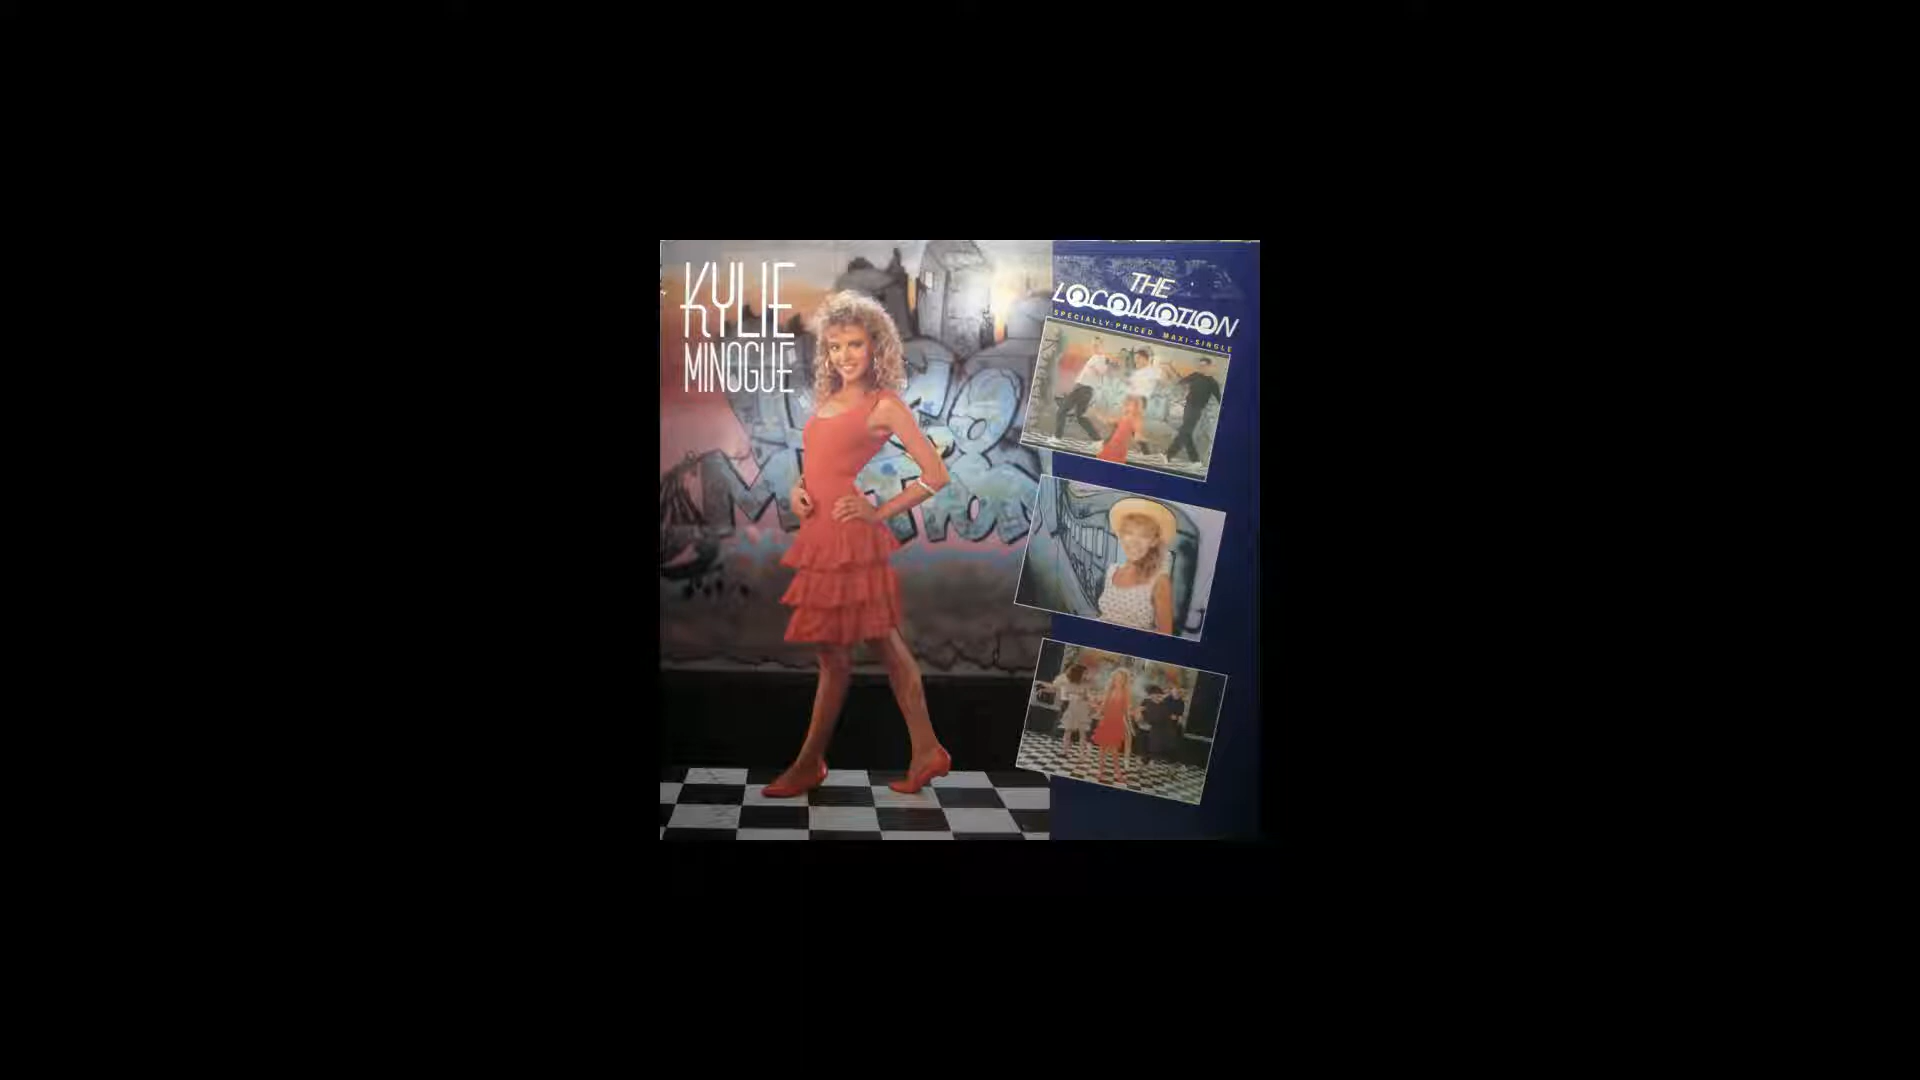 KYLIE
MINOGUE
THE
LOCOMOTION
SPECIALLY-PRICED MAXI-SINGLE